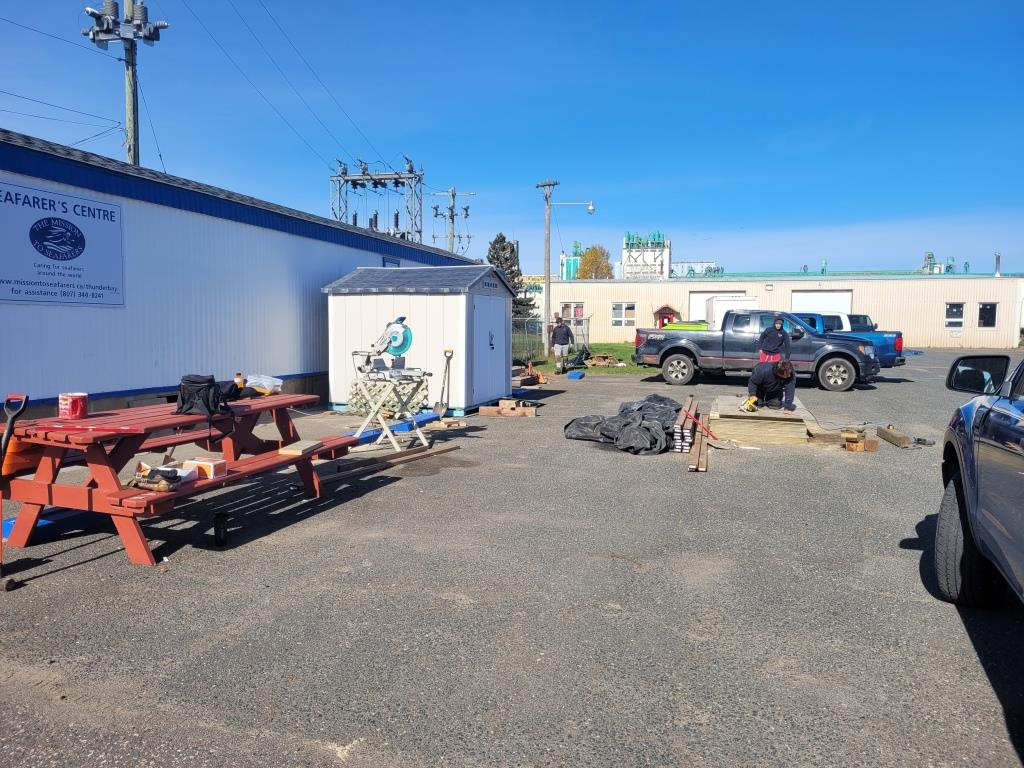 EAFARER'S CENTRE
THE MISSION
TO SEAFARERS
Caring for seafarers
around the world
www.missiontoseafarers.ca/thunderbay
for assistance (807) 344-8241